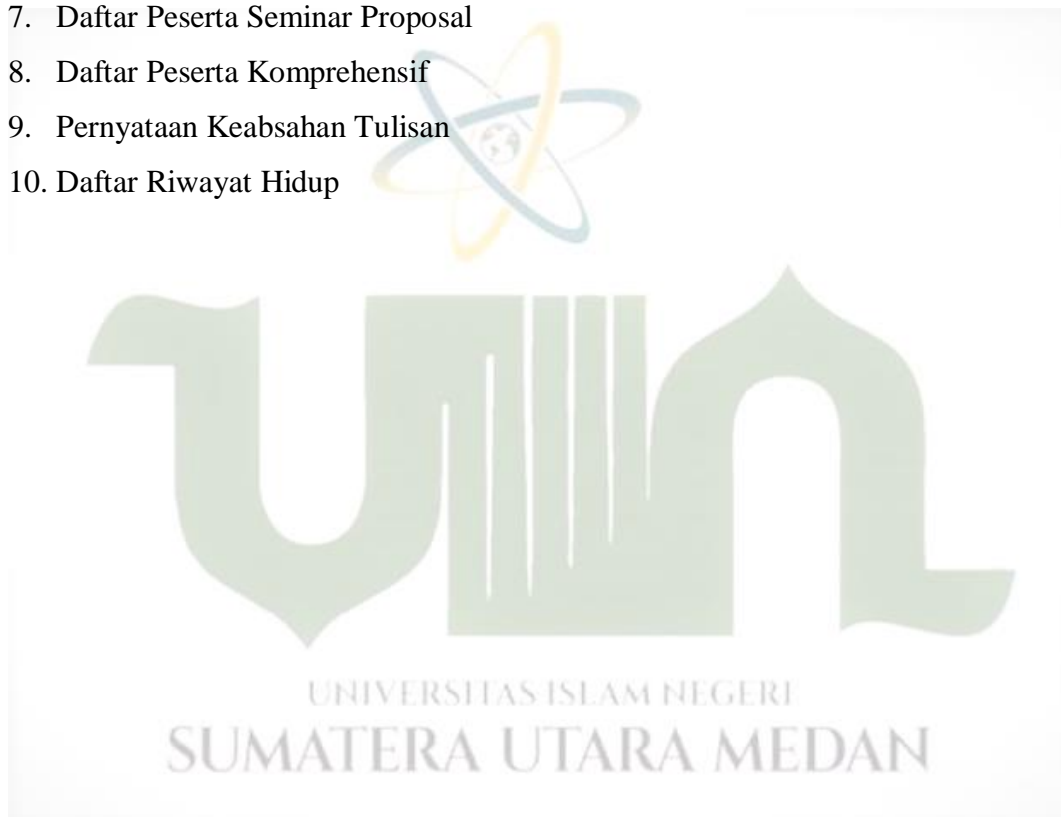 7. Daftar Peserta Seminar Proposal
8. Daftar Peserta Komprehensif
9. Pernyataan Keabsahan Tulisan
10. Daftar Riwayat Hidup
uin
UNIVERSITAS ISLAM NEGERI
SUMATERA UTARA MEDAN